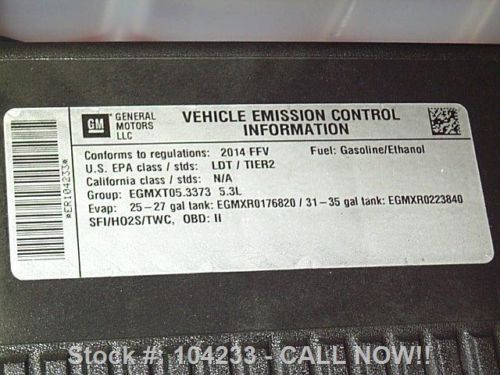 GM
GENERAL
MOTORS
LLC
VEHICLE EMISSION CONTROL
INFORMATION
Conforms to regulations: 2014 FFV Fuel: Gasoline/Ethanol
U.S. EPA class / stds: LDT / TIER2
California class / stds: N/A
Group: EGMXT05.3373 5.3L
Evap: 25-27 gal tank: EGMXR0176820 / 31-35 gal tank: EGMXR0223840
SFI/HO2S/TWC, OBD: II
*ER104233*
Stock #: 104233 - CALL NOW!!